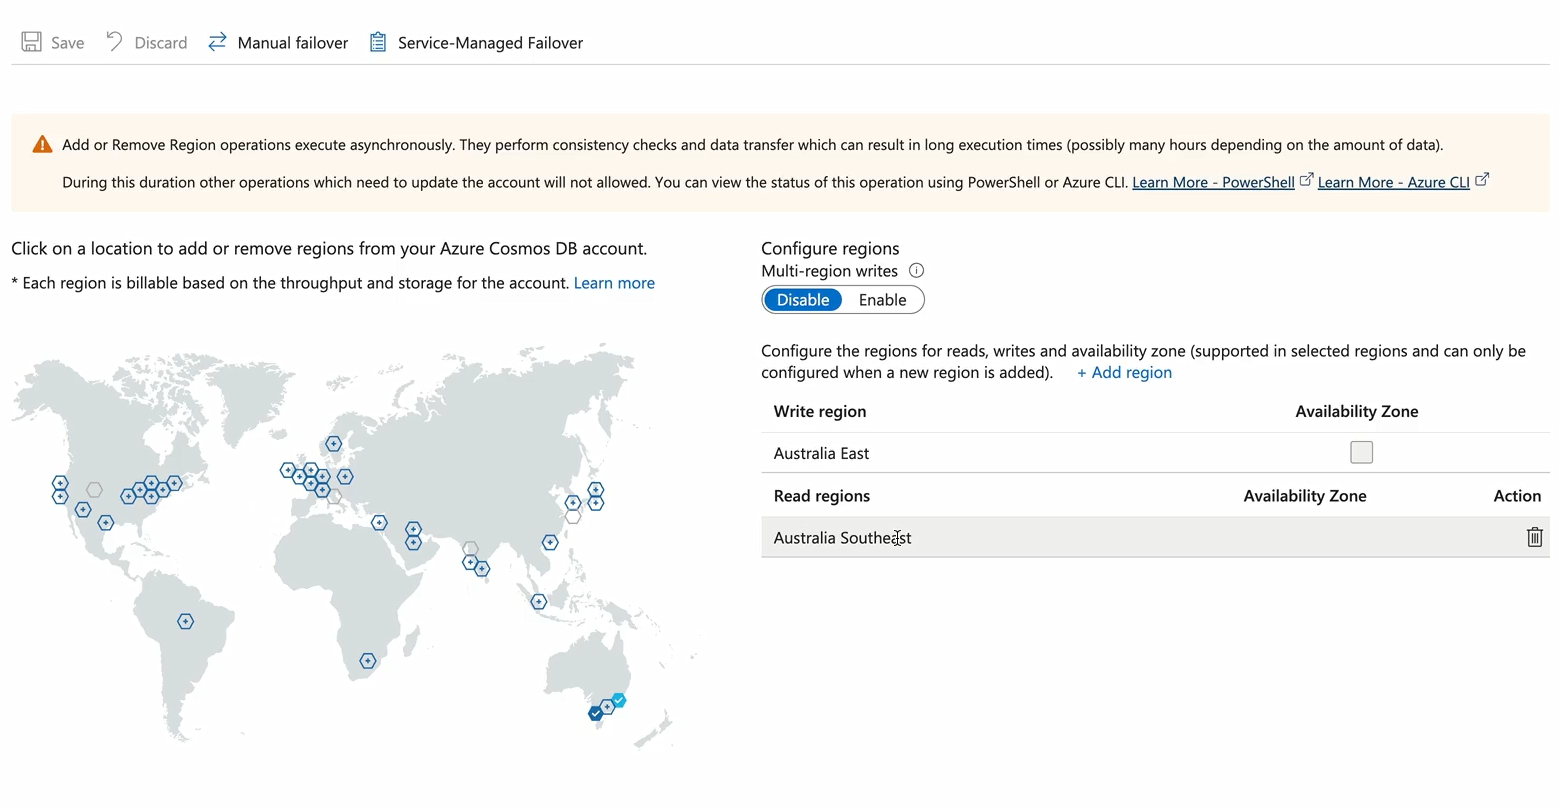 Save Discard Manual failover Service-Managed Failover
Add or Remove Region operations execute asynchronously. They perform consistency checks and data transfer which can result in long execution times (possibly many hours depending on the amount of data).
During this duration other operations which need to update the account will not allowed. You can view the status of this operation using PowerShell or Azure CLI. Learn More - PowerShell Learn More - Azure CLI
Click on a location to add or remove regions from your Azure Cosmos DB account.
* Each region is billable based on the throughput and storage for the account. Learn more
Configure regions
Multi-region writes
Disable Enable
Configure the regions for reads, writes and availability zone (supported in selected regions and can only be
configured when a new region is added). + Add region
Write region Availability Zone
Australia East
Read regions Availability Zone Action
Australia Southeast